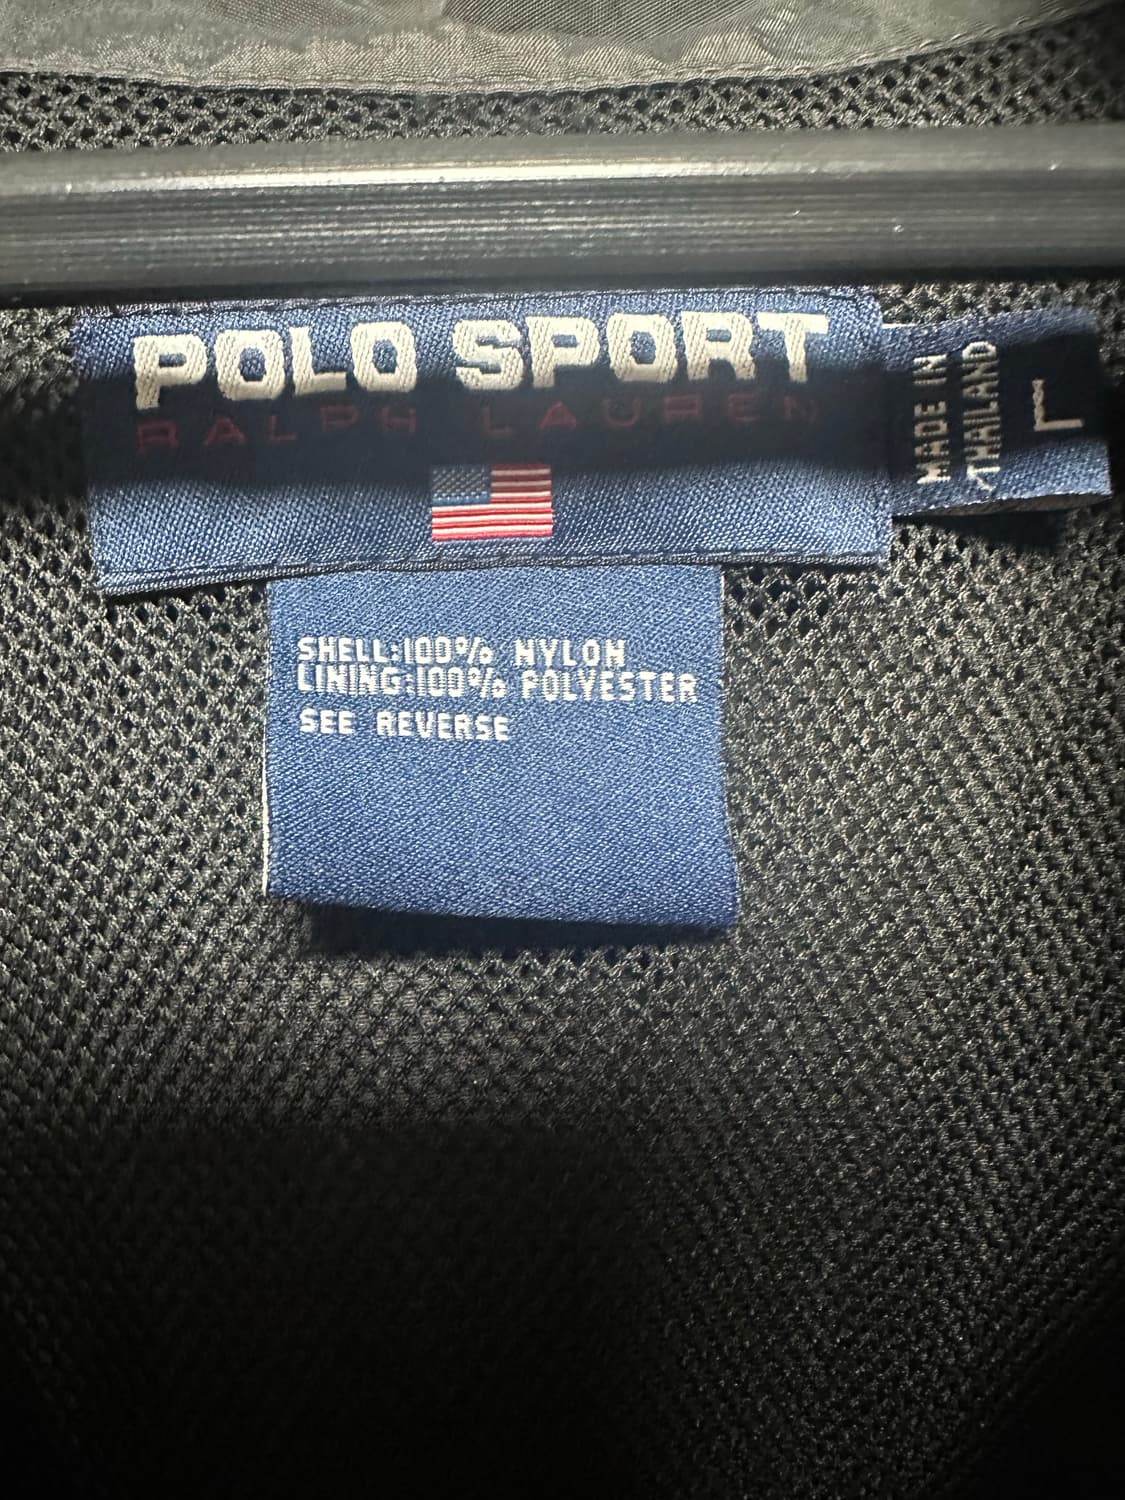 POLO SPORT
RALPH LAUREN
MADE IN
THAILAND
L
SHELL:100% NYLON
LINING:100% POLYESTER
SEE REVERSE